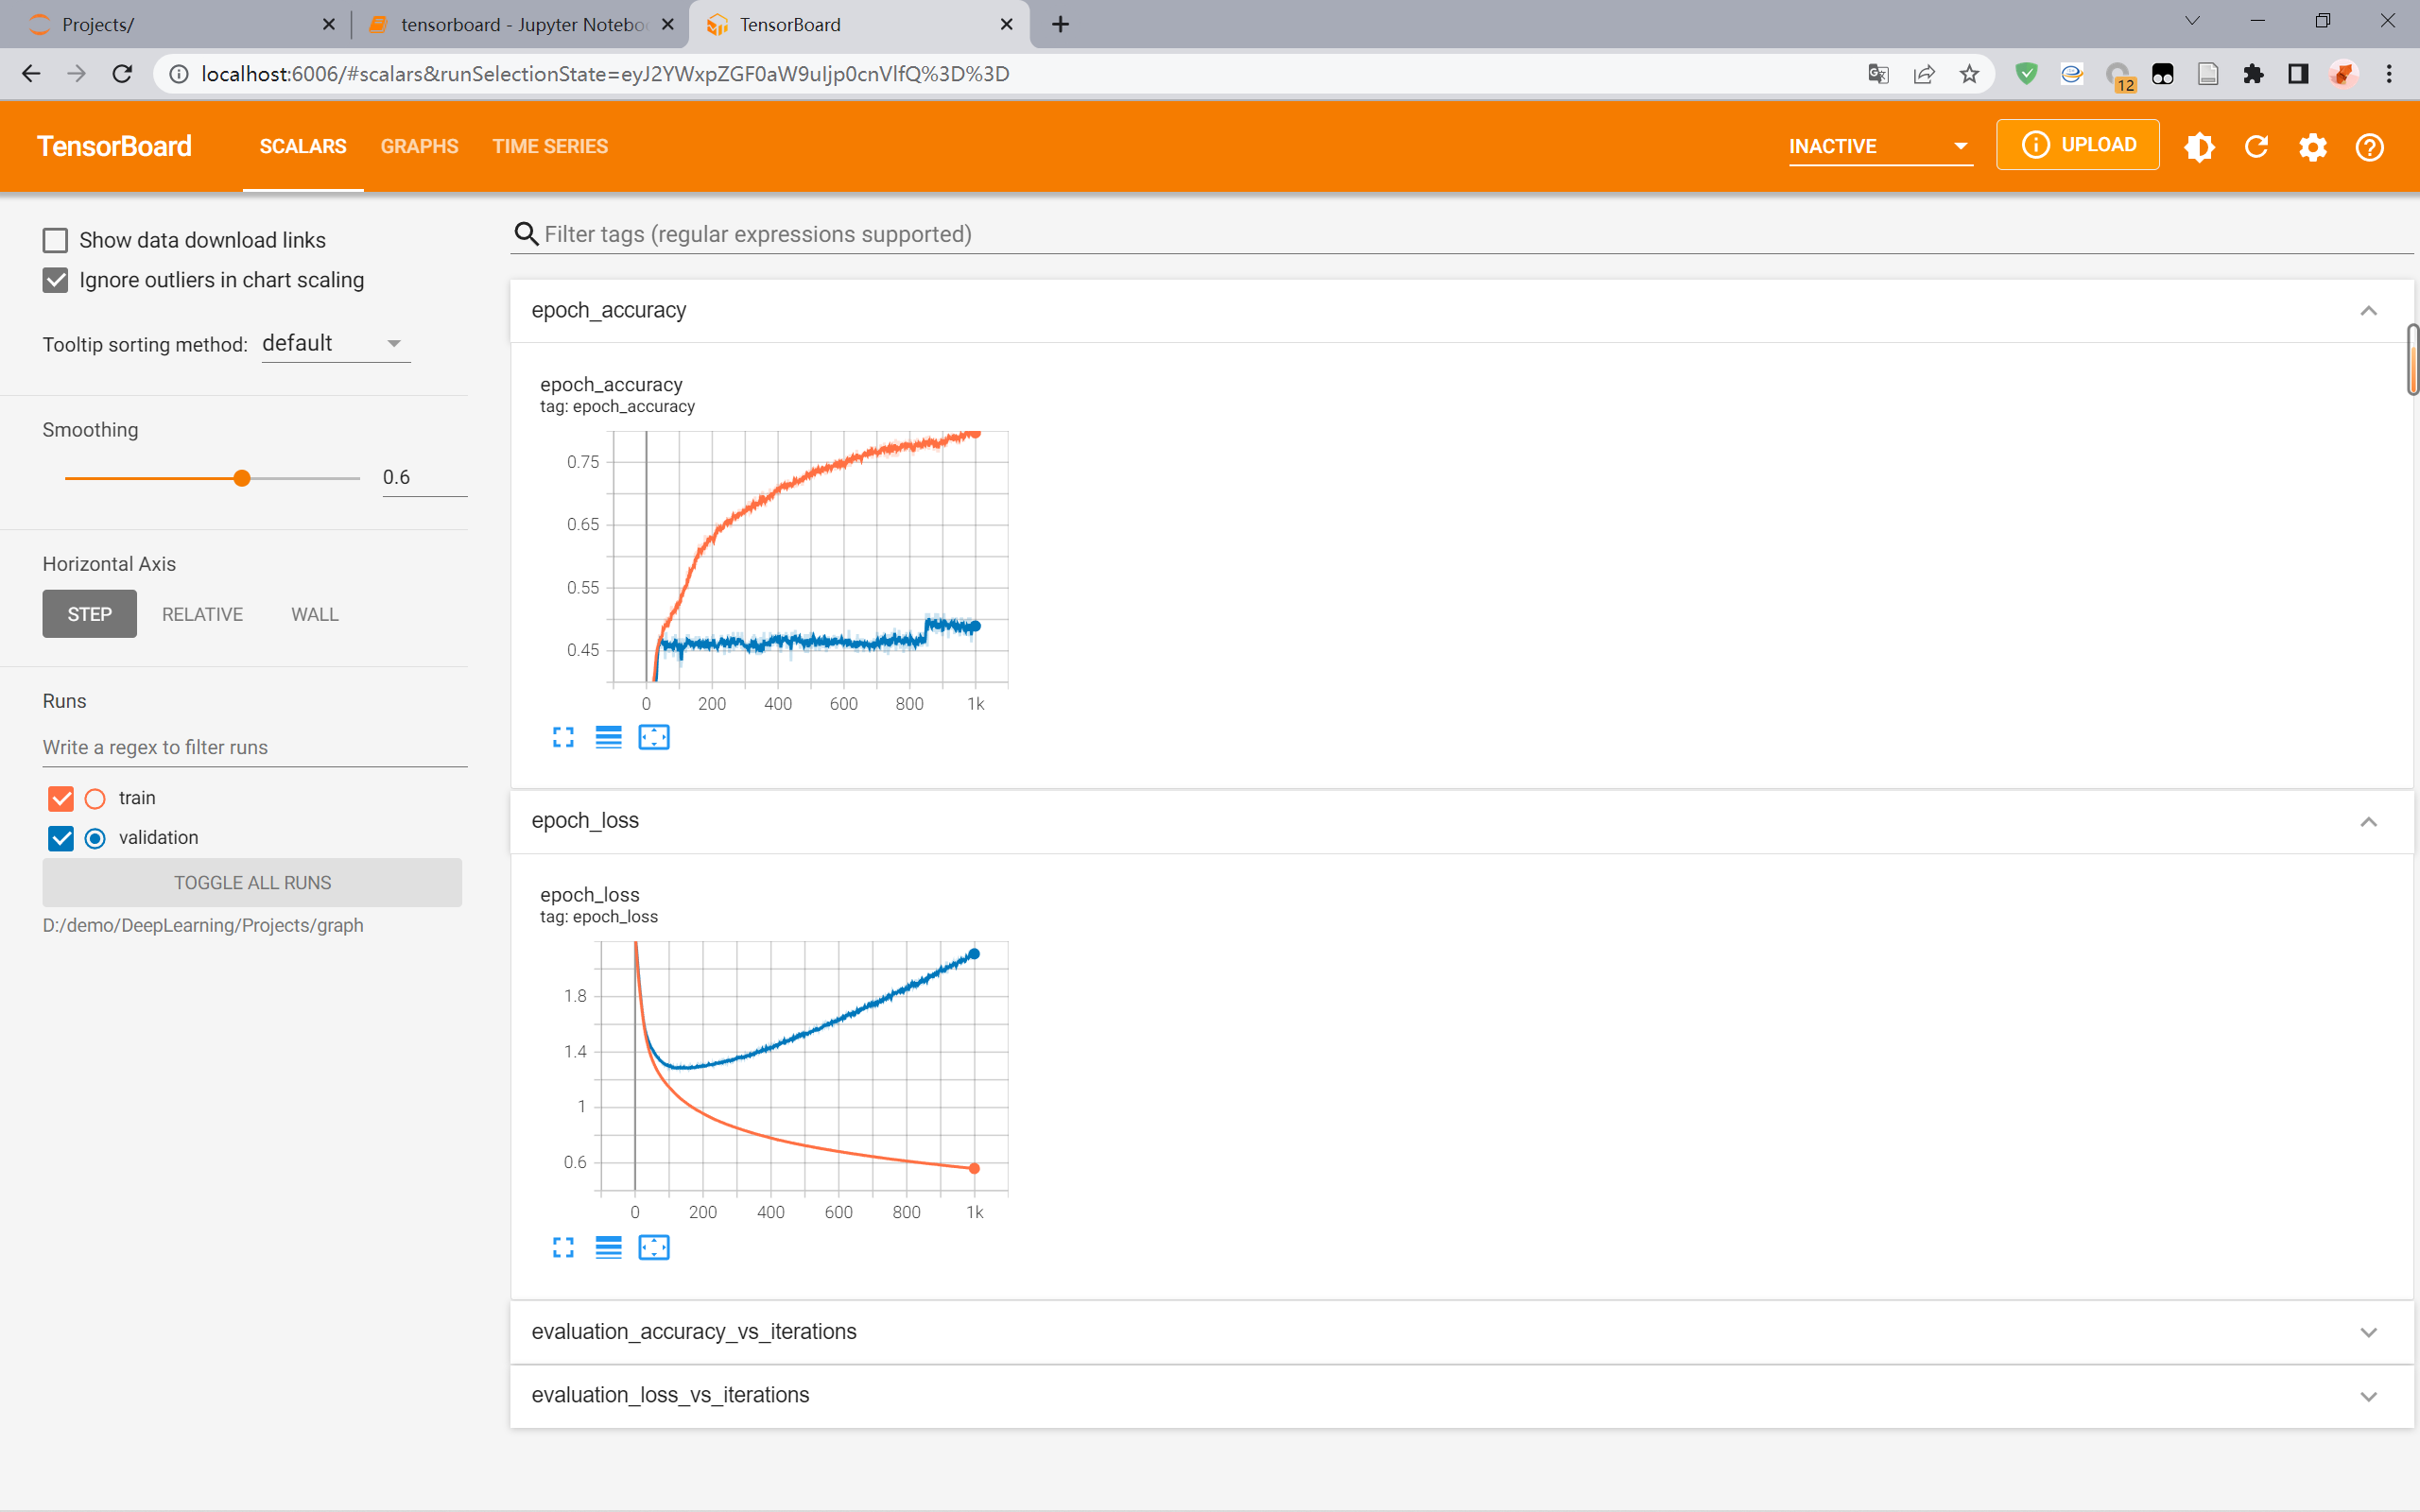 Projects/
tensorboard - Jupyter Notebo
TensorBoard
localhost:6006/#scalars&runSelectionState=eyJ2YWxpZGF0aW9uIjp0cnVlfQ%3D%3D
12
TensorBoard
SCALARS
GRAPHS
TIME SERIES
INACTIVE
UPLOAD
Show data download links
Ignore outliers in chart scaling
Tooltip sorting method: default
Smoothing
0.6
Horizontal Axis
STEP
RELATIVE
WALL
Runs
Write a regex to filter runs
train
validation
TOGGLE ALL RUNS
D:/demo/DeepLearning/Projects/graph
Filter tags (regular expressions supported)
epoch_accuracy
epoch_accuracy
tag: epoch_accuracy
0.75
0.65
0.55
0.45
0 200 400 600 800 1k
epoch_loss
epoch_loss
tag: epoch_loss
1.8
1.4
1
0.6
0 200 400 600 800 1k
evaluation_accuracy_vs_iterations
evaluation_loss_vs_iterations